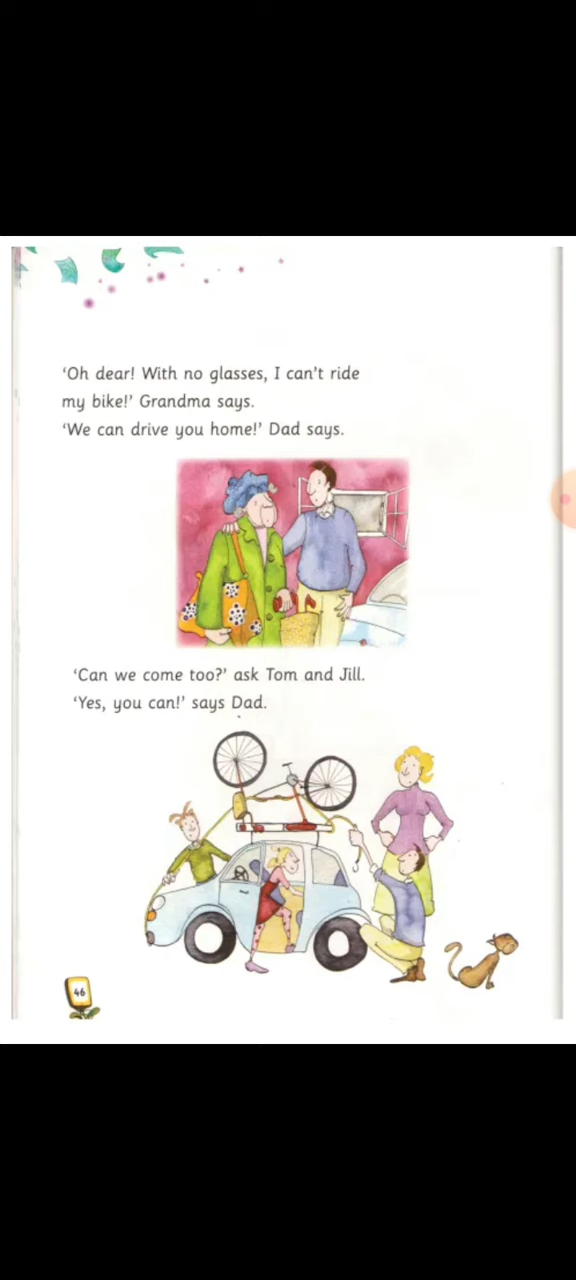 ‘Oh dear! With no glasses, I can’t ride
my bike!’ Grandma says.
‘We can drive you home!’ Dad says.
‘Can we come too?’ ask Tom and Jill.
‘Yes, you can!’ says Dad.
46